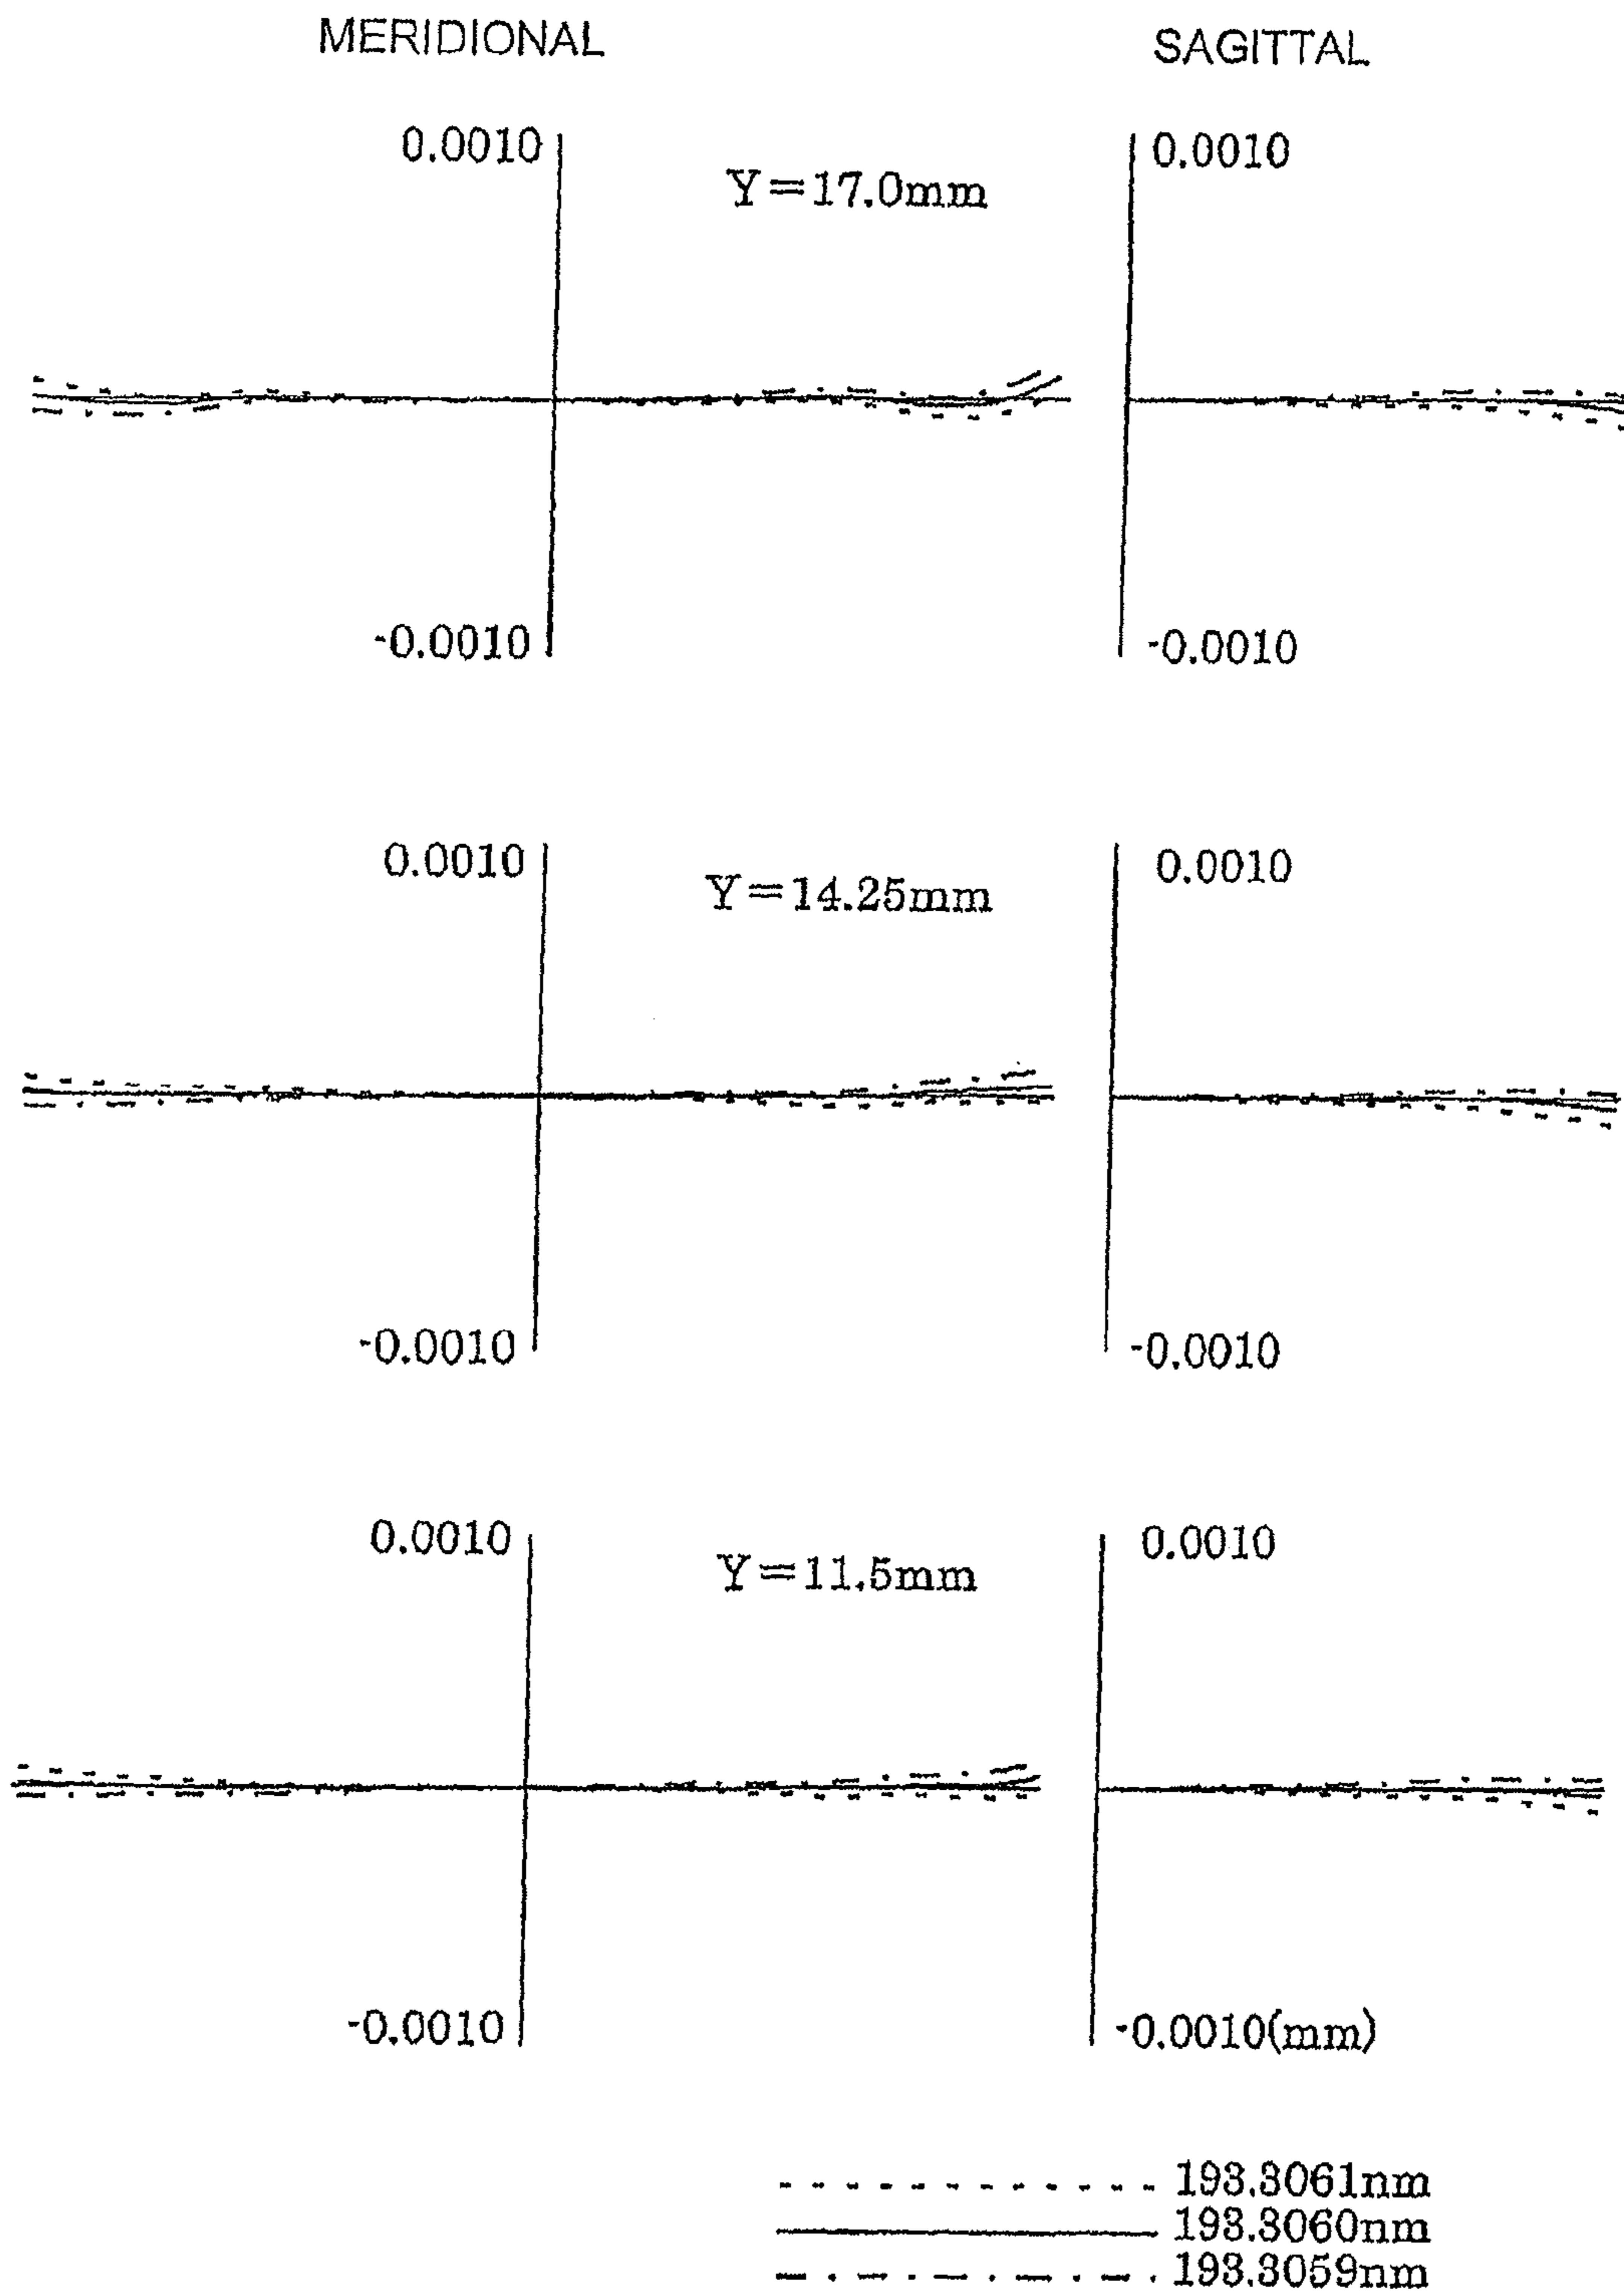 MERIDIONAL SAGITTAL
0.0010 0.0010
Y=17.0mm
-0.0010 -0.0010
0.0010 0.0010
Y=14.25mm
-0.0010 -0.0010
0.0010 0.0010
Y=11.5mm
-0.0010 -0.0010(mm)
193.3061nm
193.3060nm
193.3059nm